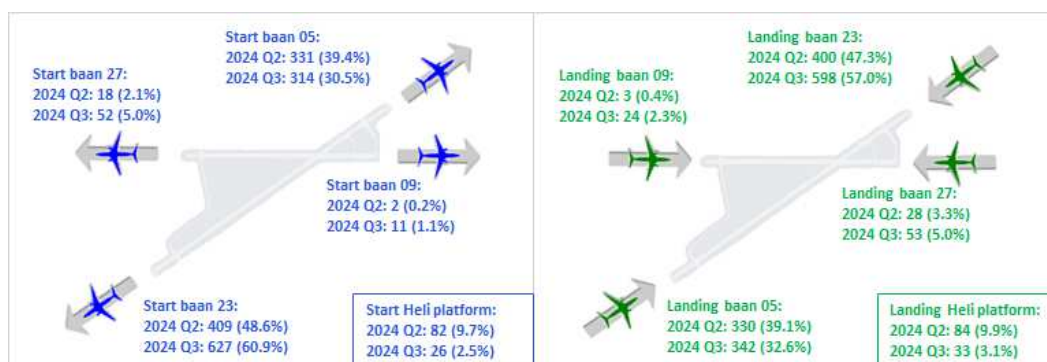 Start baan 05:
2024 Q2: 331 (39.4%)
2024 Q3: 314 (30.5%)
Start baan 27:
2024 Q2: 18 (2.1%)
2024 Q3: 52 (5.0%)
Start baan 09:
2024 Q2: 2 (0.2%)
2024 Q3: 11 (1.1%)
Start baan 23:
2024 Q2: 409 (48.6%)
2024 Q3: 627 (60.9%)
Start Heli platform:
2024 Q2: 82 (9.7%)
2024 Q3: 26 (2.5%)
Landing baan 23:
2024 Q2: 400 (47.3%)
2024 Q3: 598 (57.0%)
Landing baan 09:
2024 Q2: 3 (0.4%)
2024 Q3: 24 (2.3%)
Landing baan 27:
2024 Q2: 28 (3.3%)
2024 Q3: 53 (5.0%)
Landing baan 05:
2024 Q2: 330 (39.1%)
2024 Q3: 342 (32.6%)
Landing Heli platform:
2024 Q2: 84 (9.9%)
2024 Q3: 33 (3.1%)